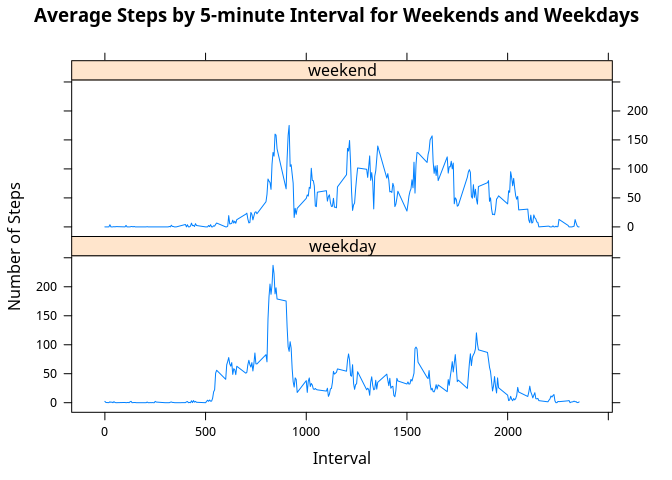 Average Steps by 5-minute Interval for Weekends and Weekdays
weekend
200
150
100
50
0
weekday
200
150
100
50
0
Number of Steps
0 500 1000 1500 2000
Interval